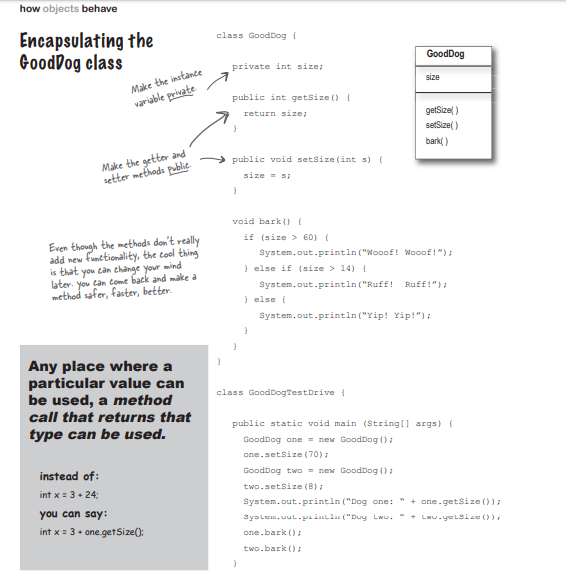 how objects behave
Encapsulating the
GoodDog class
Make the instance
variable private.
Make the getter and
setter methods public.
Even though the methods don't really
add new functionality, the cool thing
is that you can change your mind
later. you can come back and make a
method safer, faster, better.
Any place where a
particular value can
be used, a method
call that returns that
type can be used.
instead of:
int x = 3 + 24;
you can say:
int x = 3 + one.getSize();
class GoodDog {
private int size;
public int getSize() {
return size;
}
public void setSize(int s) {
size = s;
}
void bark() {
if (size > 60) {
System.out.println("Wooof! Wooof!");
} else if (size > 14) {
System.out.println("Ruff!  Ruff!");
} else {
System.out.println("Yip! Yip!");
}
}
}
class GoodDogTestDrive {
public static void main (String[] args) {
GoodDog one = new GoodDog();
one.setSize(70);
GoodDog two = new GoodDog();
two.setSize(8);
System.out.println("Dog one: " + one.getSize());
System.out.println("Dog two: " + two.getSize());
one.bark();
two.bark();
}
GoodDog
size
getSize( )
setSize( )
bark( )